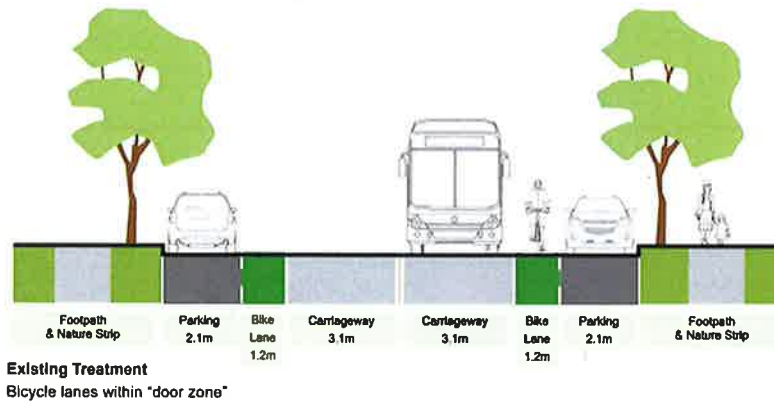 Footpath
& Nature Strip
Parking
2.1m
Bike
Lane
1.2m
Carriageway
3.1m
Carriageway
3.1m
Bike
Lane
1.2m
Parking
2.1m
Footpath
& Nature Strip
Existing Treatment
Bicycle lanes within "door zone"